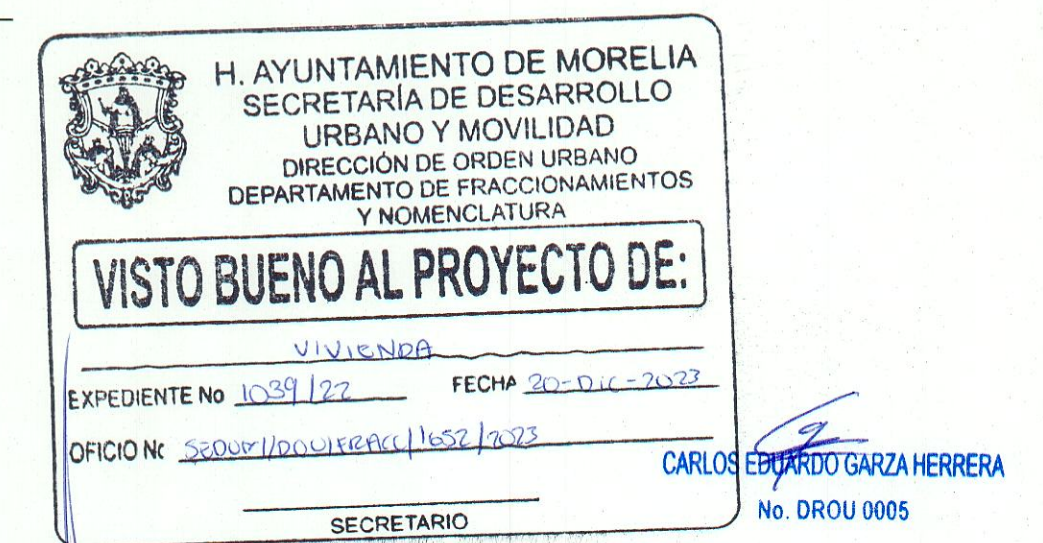 H. AYUNTAMIENTO DE MORELIA
SECRETARÍA DE DESARROLLO
URBANO Y MOVILIDAD
DIRECCIÓN DE ORDEN URBANO
DEPARTAMENTO DE FRACCIONAMIENTOS
Y NOMENCLATURA
VISTO BUENO AL PROYECTO DE:
VIVIENDA
EXPEDIENTE No 1039/22 FECHA 20-Dic-2023
OFICIO No SEDUM/DOU/FRACC/1652/2023
SECRETARIO
CARLOS EDUARDO GARZA HERRERA
No. DROU 0005